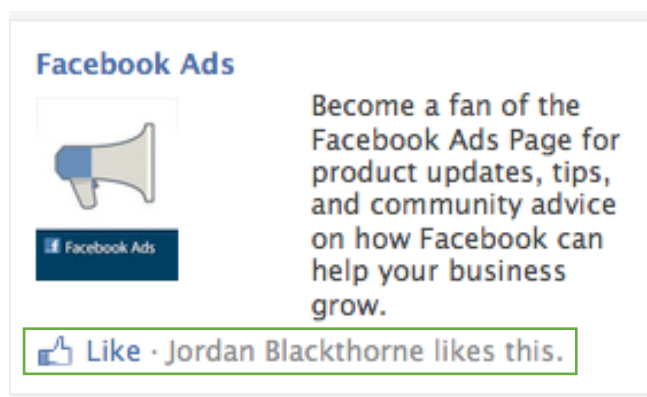 Facebook Ads
Become a fan of the
Facebook Ads Page for
product updates, tips,
and community advice
on how Facebook can
help your business
grow.
f Facebook Ads
Like · Jordan Blackthorne likes this.